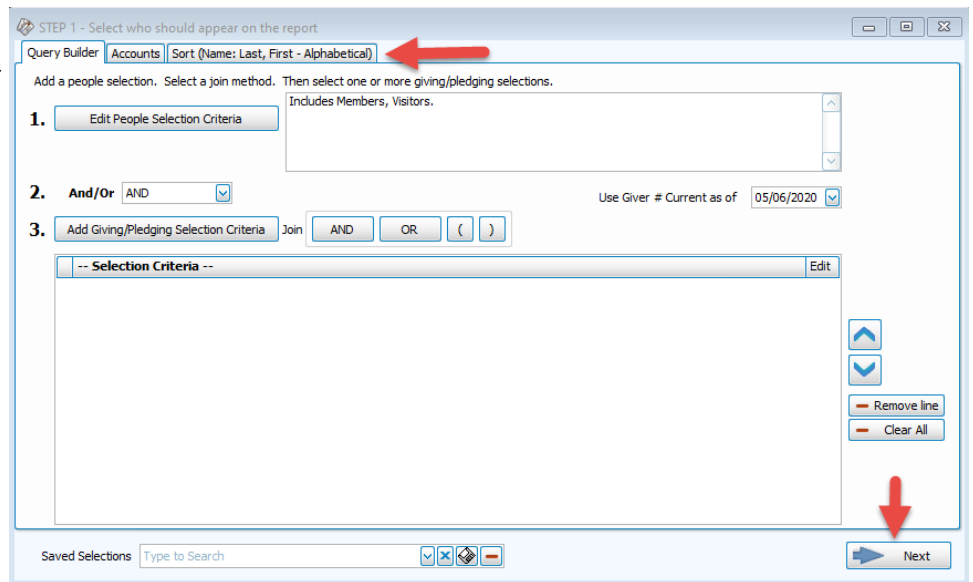 STEP 1 - Select who should appear on the report
Query Builder Accounts Sort (Name: Last, First - Alphabetical)
Add a people selection. Select a join method. Then select one or more giving/pledging selections.
1. Edit People Selection Criteria Includes Members, Visitors.
2. And/Or AND Use Giver # Current as of 05/06/2020
3. Add Giving/Pledging Selection Criteria Join AND OR ( )
-- Selection Criteria -- Edit
Remove line
Clear All
Saved Selections Type to Search Next